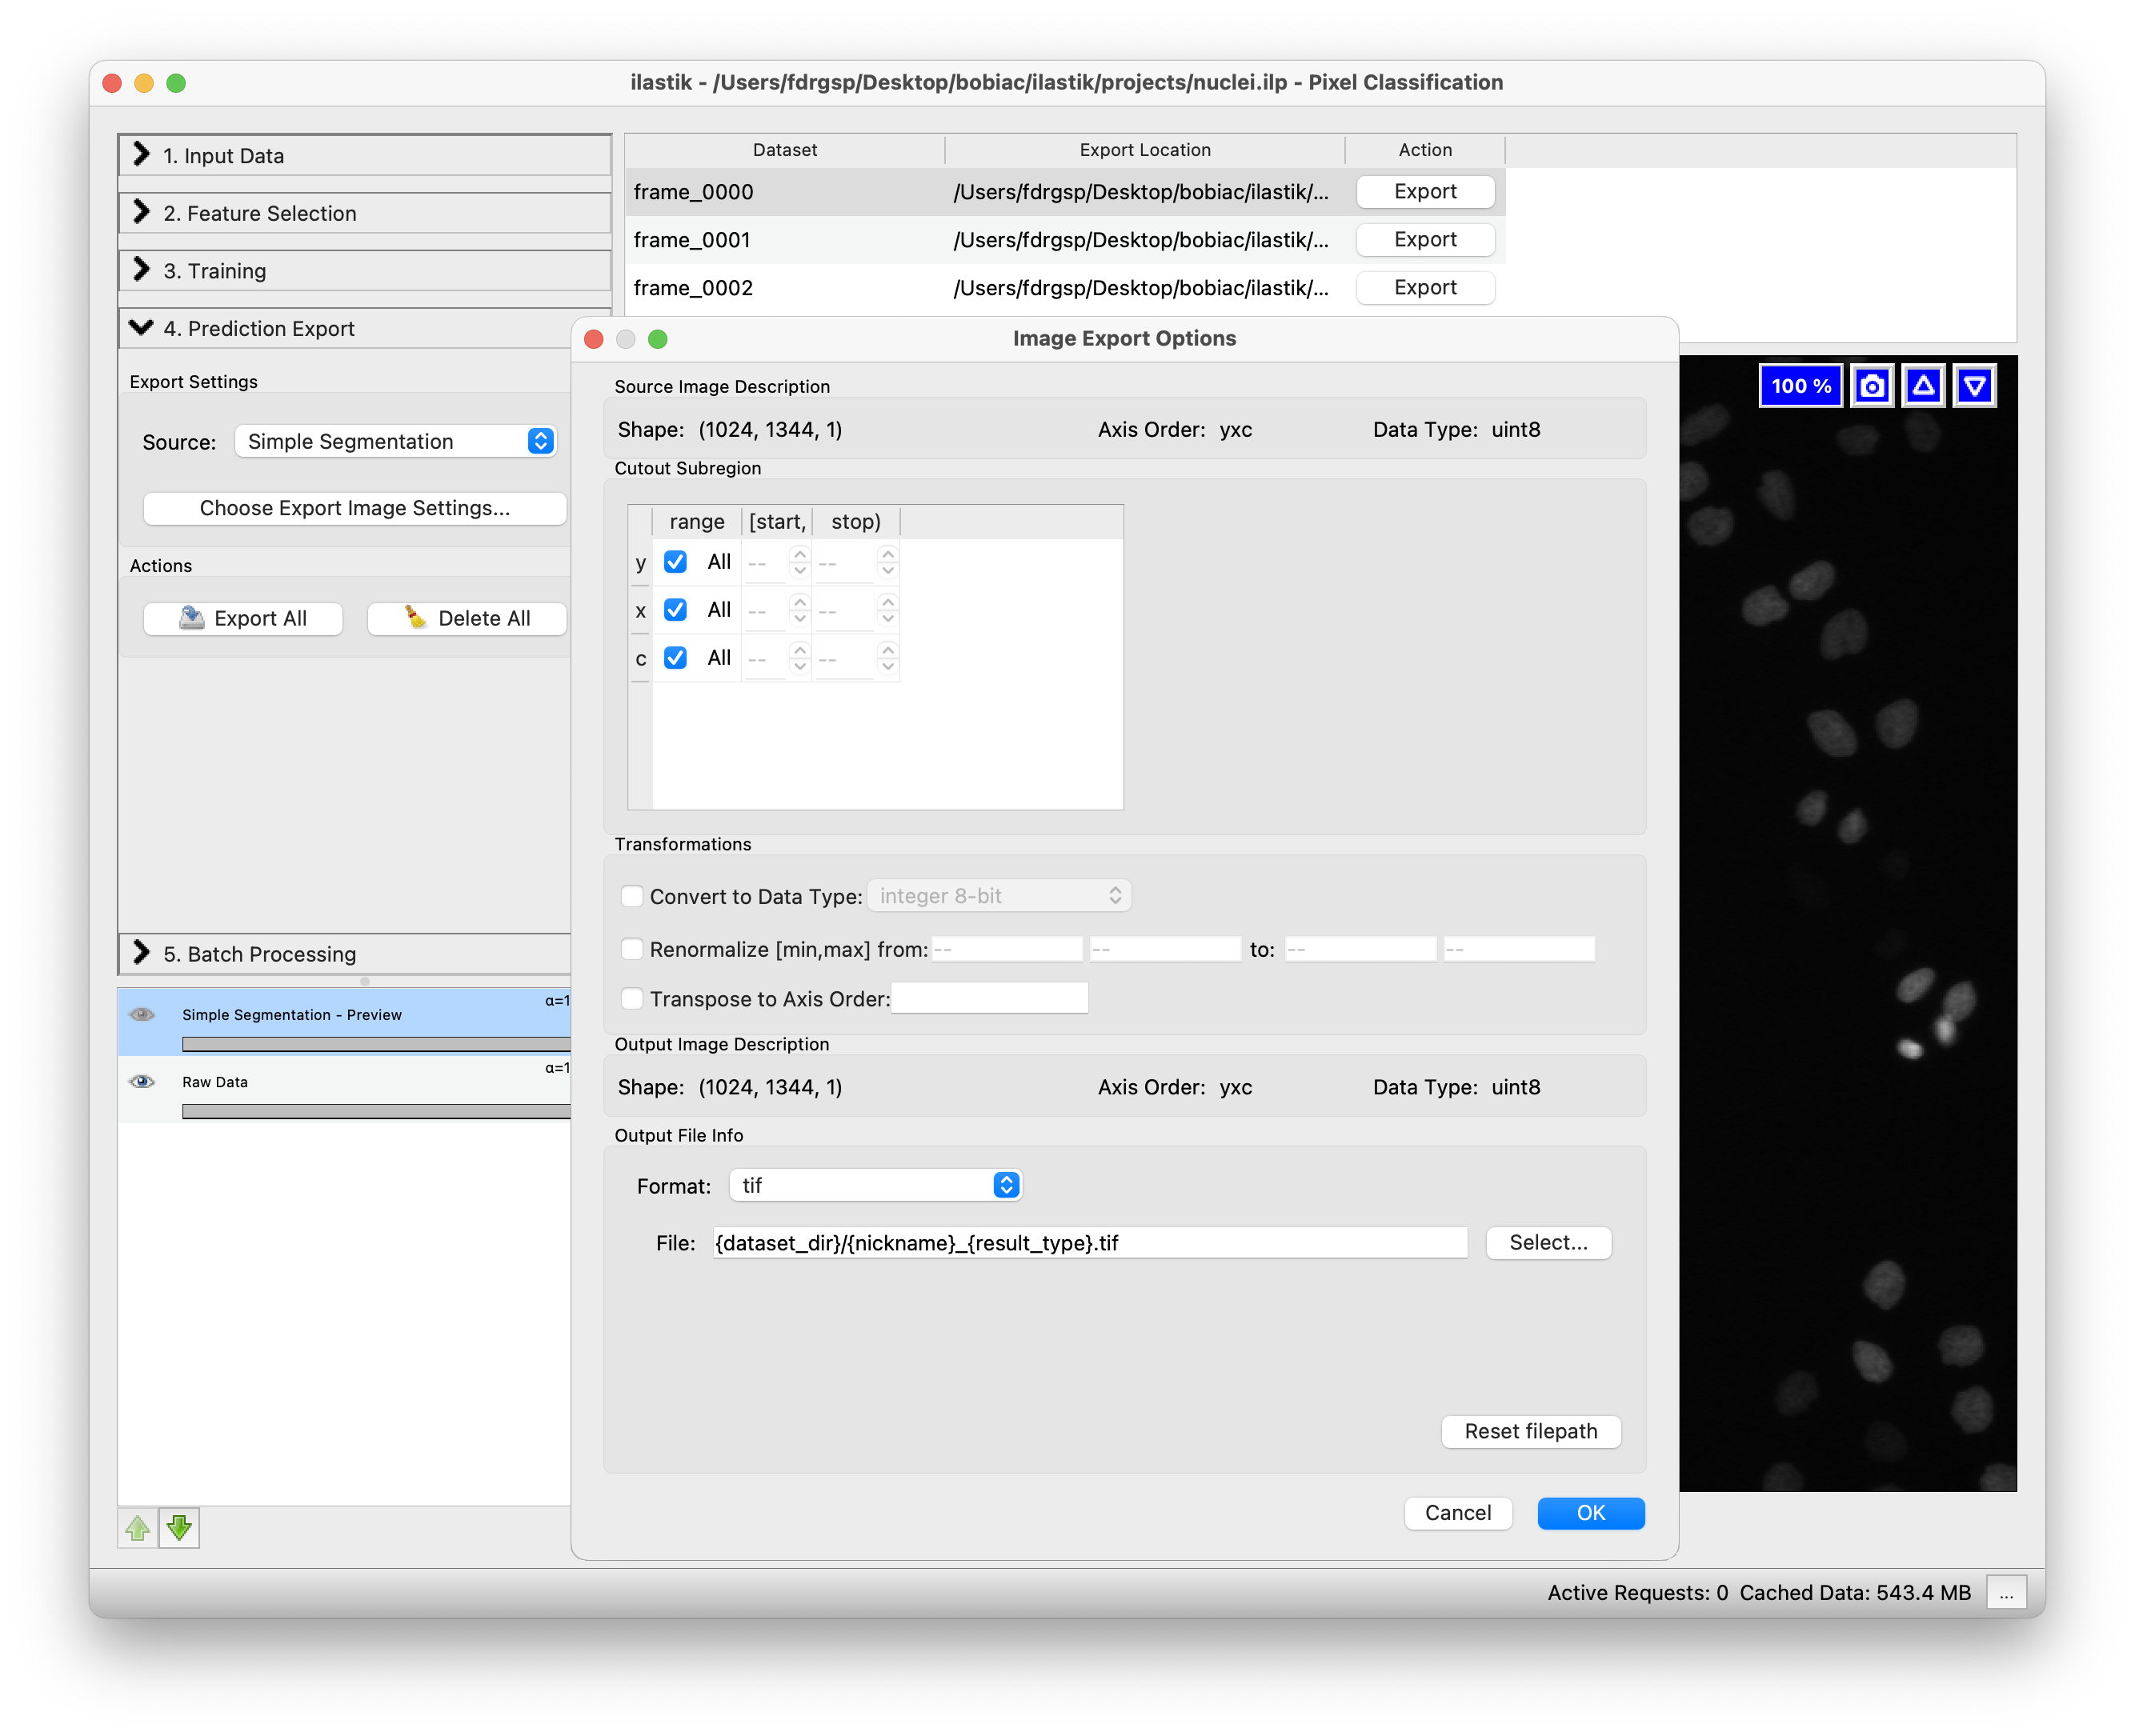 ilastik - /Users/fdrgsp/Desktop/bobiac/ilastik/projects/nuclei.ilp - Pixel Classification
1. Input Data
2. Feature Selection
3. Training
4. Prediction Export
Export Settings
Source: Simple Segmentation
Choose Export Image Settings...
Actions
Export All Delete All
5. Batch Processing
Simple Segmentation - Preview α=1
Raw Data α=1
Dataset Export Location Action
frame_0000 /Users/fdrgsp/Desktop/bobiac/ilastik/... Export
frame_0001 /Users/fdrgsp/Desktop/bobiac/ilastik/... Export
frame_0002 /Users/fdrgsp/Desktop/bobiac/ilastik/... Export
100 %
Image Export Options
Source Image Description
Shape: (1024, 1344, 1) Axis Order: yxc Data Type: uint8
Cutout Subregion
range [start, stop)
y All -- --
x All -- --
c All -- --
Transformations
Convert to Data Type: integer 8-bit
Renormalize [min,max] from: -- -- to: -- --
Transpose to Axis Order:
Output Image Description
Shape: (1024, 1344, 1) Axis Order: yxc Data Type: uint8
Output File Info
Format: tif
File: {dataset_dir}/{nickname}_{result_type}.tif Select...
Reset filepath
Cancel OK
Active Requests: 0 Cached Data: 543.4 MB ...